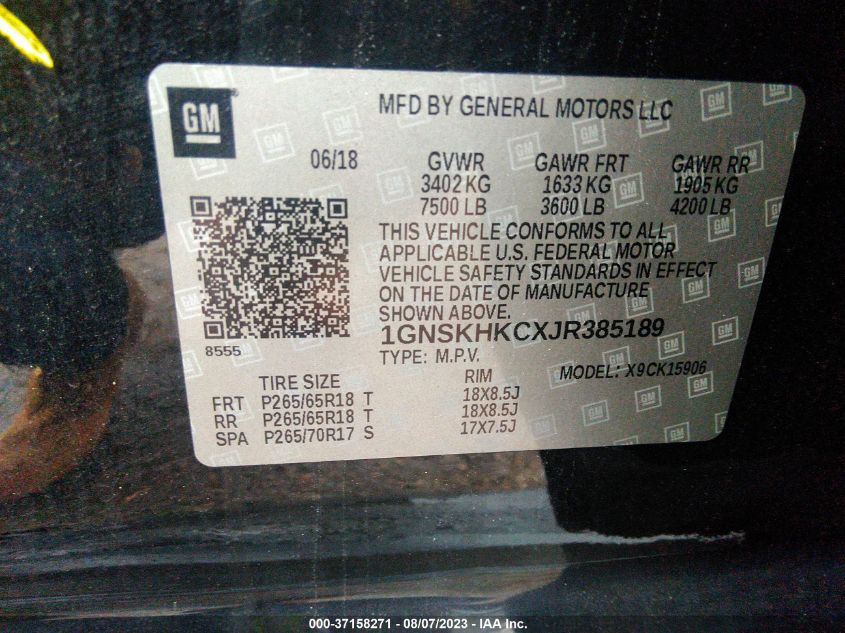 GM
MFD BY GENERAL MOTORS LLC
06/18 GVWR GAWR FRT GAWR RR
3402 KG 1633 KG 1905 KG
7500 LB 3600 LB 4200 LB
THIS VEHICLE CONFORMS TO ALL
APPLICABLE U.S. FEDERAL MOTOR
VEHICLE SAFETY STANDARDS IN EFFECT
ON THE DATE OF MANUFACTURE
SHOWN ABOVE.
1GNSKHKCXJR385189
8555
TYPE: M.P.V. MODEL: X9CK15906
TIRE SIZE RIM
FRT P265/65R18 T 18X8.5J
RR P265/65R18 T 18X8.5J
SPA P265/70R17 S 17X7.5J
000-37158271 - 08/07/2023 - IAA Inc.